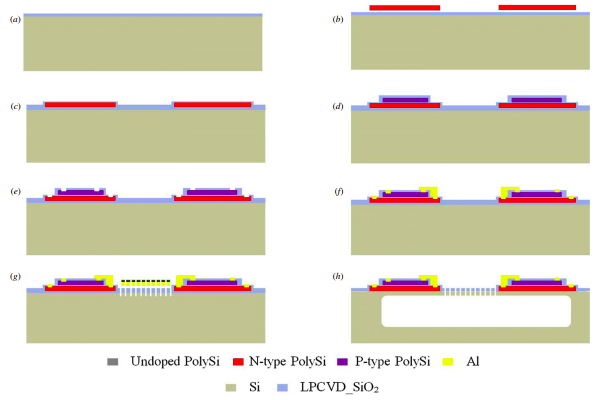 (a)
(b)
(c)
(d)
(e)
(f)
(g)
(h)
Undoped PolySi N-type PolySi P-type PolySi Al
Si LPCVD_SiO₂